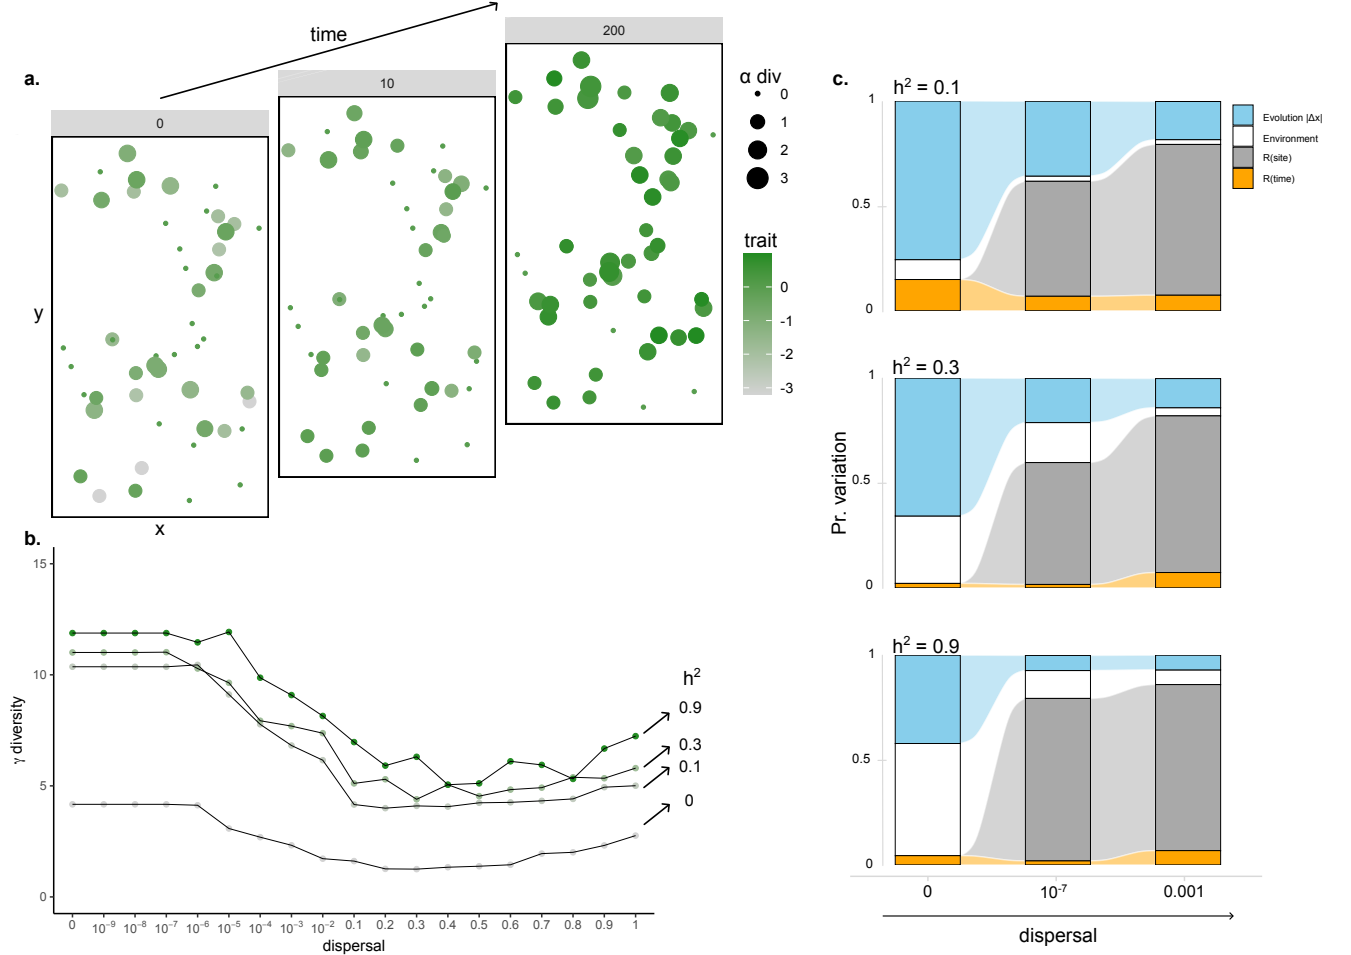 a.
time
0
10
200
y
x
α div
0
1
2
3
trait
0
-1
-2
-3
b.
γ diversity
15
10
5
0
0 10⁻⁹ 10⁻⁸ 10⁻⁷ 10⁻⁶ 10⁻⁵ 10⁻⁴ 10⁻³ 10⁻² 0.1 0.2 0.3 0.4 0.5 0.6 0.7 0.8 0.9 1
dispersal
h²
0.9
0.3
0.1
0
c.
h² = 0.1
1
0.5
0
Evolution |Δx|
Environment
R(site)
R(time)
h² = 0.3
1
0.5
0
Pr. variation
h² = 0.9
1
0.5
0
0 10⁻⁷ 0.001
dispersal